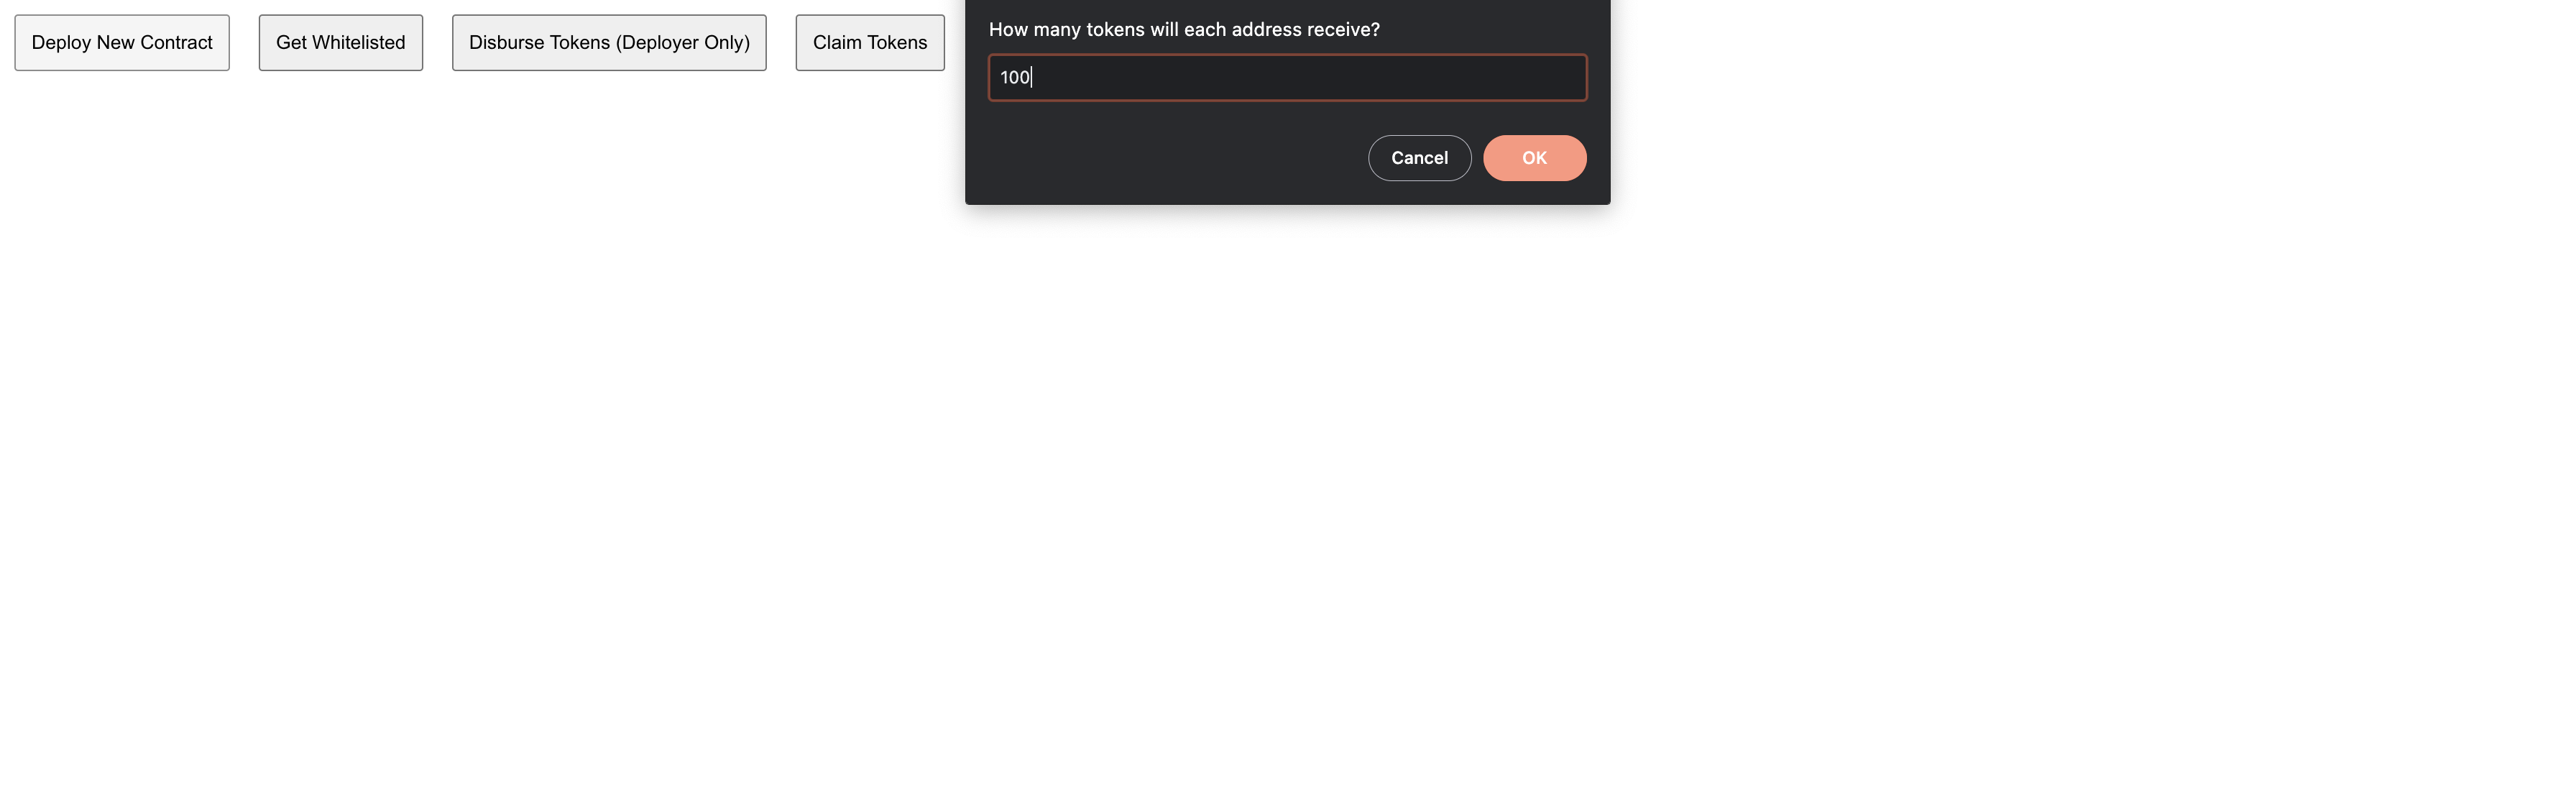 Deploy New Contract
Get Whitelisted
Disburse Tokens (Deployer Only)
Claim Tokens
How many tokens will each address receive?
100
Cancel
OK